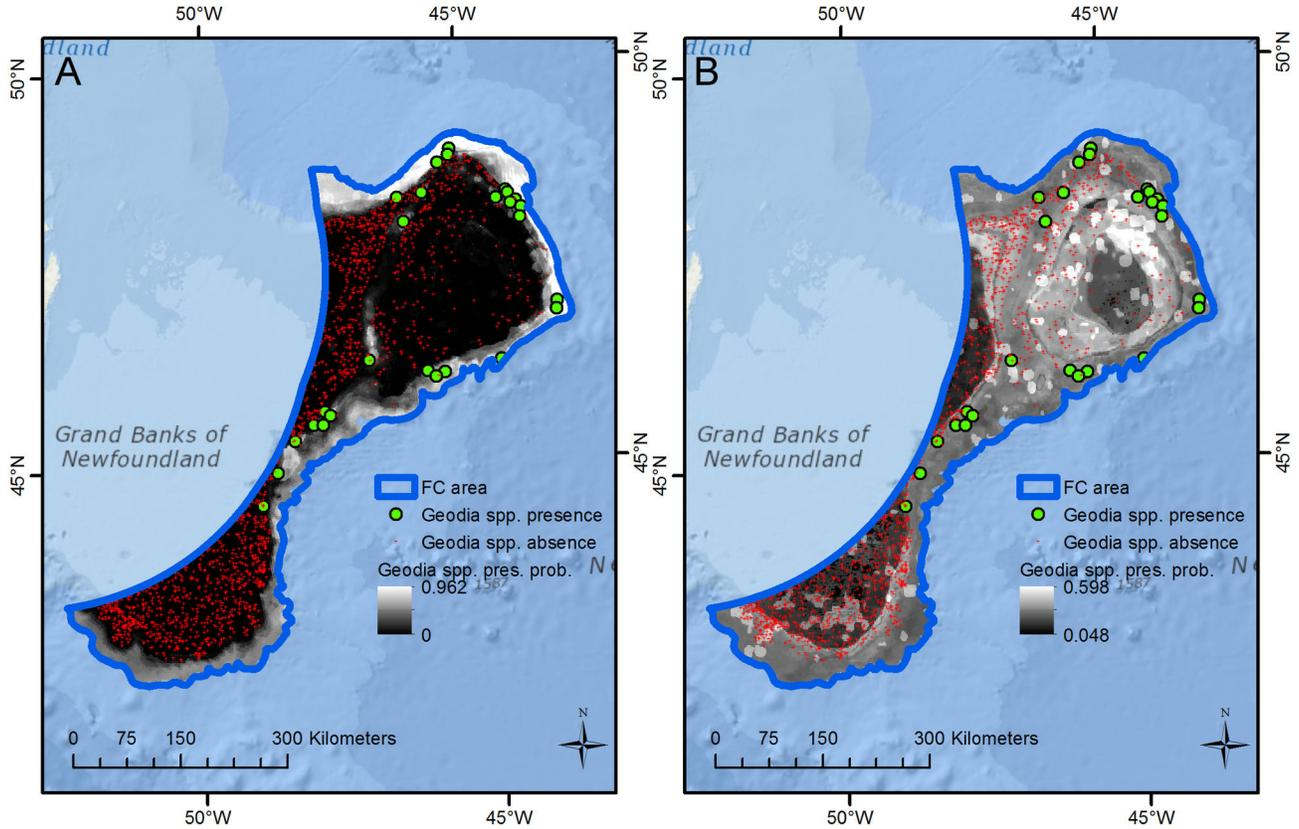 50°W 45°W 50°W 45°W
dland dland
A B
50°N 50°N 50°N 50°N
Grand Banks of Grand Banks of
Newfoundland Newfoundland
45°N 45°N 45°N 45°N
FC area FC area
Geodia spp. presence Geodia spp. presence
Geodia spp. absence Geodia spp. absence
Geodia spp. pres. prob. N Geodia spp. pres. prob. N
0.962 1587 0.598 1587
0 0.048
N N
0 75 150 300 Kilometers 0 75 150 300 Kilometers
50°W 45°W 50°W 45°W